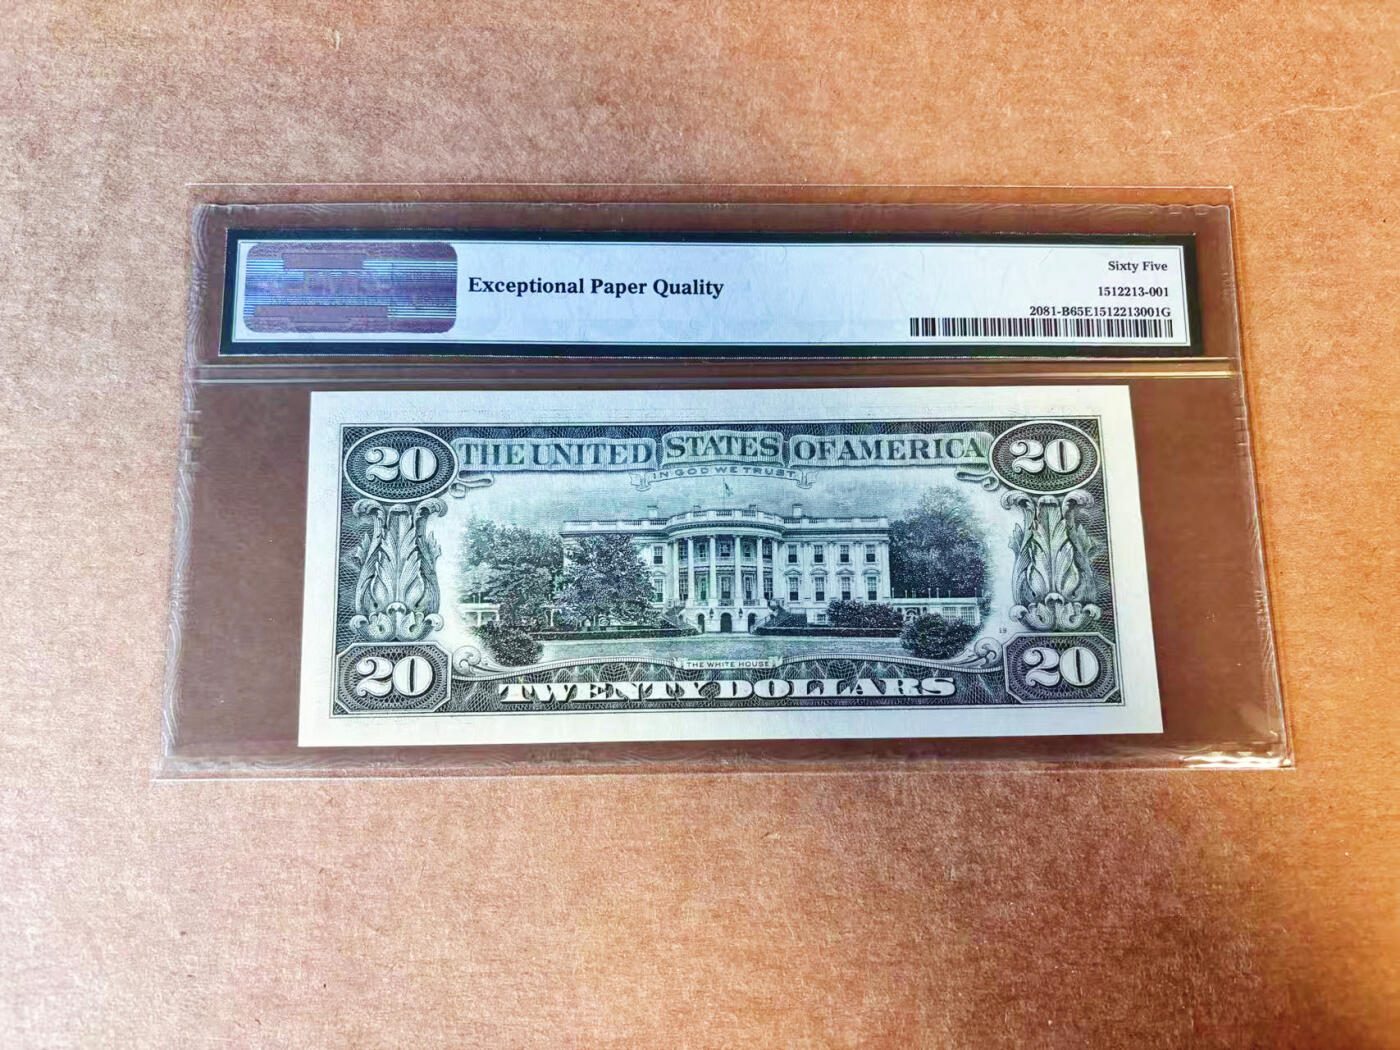 Exceptional Paper Quality
Sixty Five
1512213-001
2081-B65E1512213001G
20 THE UNITED STATES OF AMERICA 20
IN GOD WE TRUST
19
THE WHITE HOUSE
20 TWENTY DOLLARS 20